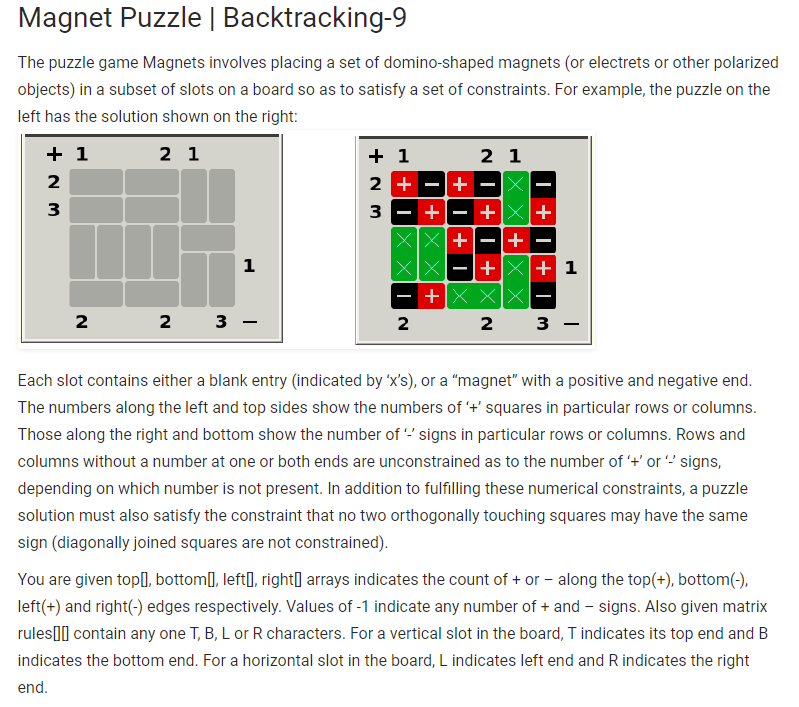 Magnet Puzzle | Backtracking-9
The puzzle game Magnets involves placing a set of domino-shaped magnets (or electrets or other polarized
objects) in a subset of slots on a board so as to satisfy a set of constraints. For example, the puzzle on the
left has the solution shown on the right:
+ 1 2 1
+ 1 2 1
2
2 + − + − × −
3
3 − + − + × +
× × + − + −
1
× × − + × + 1
− + × × × −
2 2 3 −
2 2 3 −
Each slot contains either a blank entry (indicated by ‘x’s), or a “magnet” with a positive and negative end.
The numbers along the left and top sides show the numbers of ‘+’ squares in particular rows or columns.
Those along the right and bottom show the number of ‘-’ signs in particular rows or columns. Rows and
columns without a number at one or both ends are unconstrained as to the number of ‘+’ or ‘-’ signs,
depending on which number is not present. In addition to fulfilling these numerical constraints, a puzzle
solution must also satisfy the constraint that no two orthogonally touching squares may have the same
sign (diagonally joined squares are not constrained).
You are given top[], bottom[], left[], right[] arrays indicates the count of + or – along the top(+), bottom(-),
left(+) and right(-) edges respectively. Values of -1 indicate any number of + and – signs. Also given matrix
rules[][] contain any one T, B, L or R characters. For a vertical slot in the board, T indicates its top end and B
indicates the bottom end. For a horizontal slot in the board, L indicates left end and R indicates the right
end.